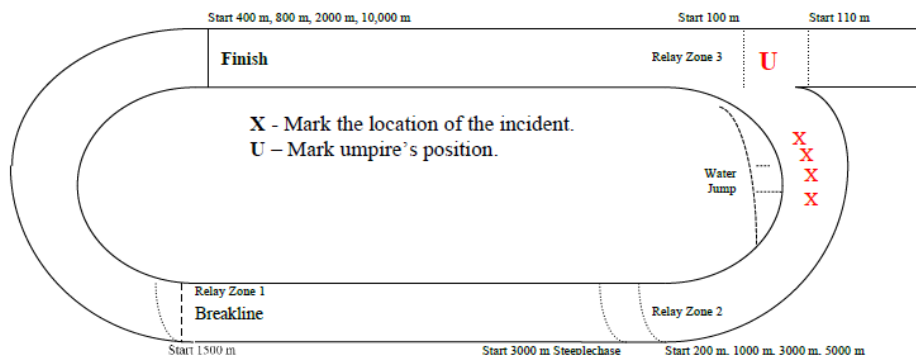 Start 400 m, 800 m, 2000 m, 10,000 m
Start 100 m
Start 110 m
Finish
Relay Zone 3
U
X - Mark the location of the incident.
U – Mark umpire's position.
X
X
X
X
Water
Jump
Relay Zone 1
Breakline
Relay Zone 2
Start 1500 m
Start 3000 m Steeplechase
Start 200 m, 1000 m, 3000 m, 5000 m